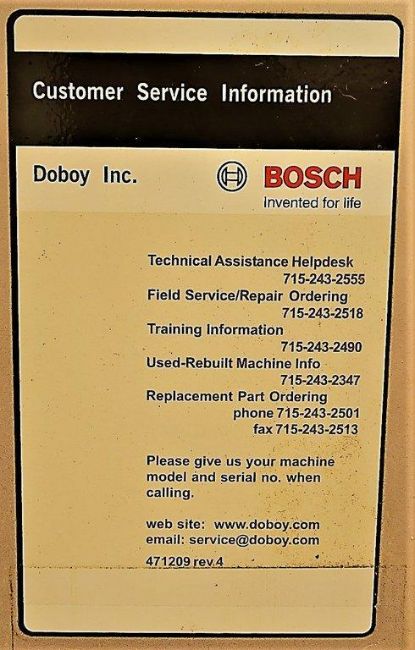 Customer Service Information
Doboy Inc.
BOSCH
Invented for life
Technical Assistance Helpdesk
715-243-2555
Field Service/Repair Ordering
715-243-2518
Training Information
715-243-2490
Used-Rebuilt Machine Info
715-243-2347
Replacement Part Ordering
phone 715-243-2501
fax 715-243-2513
Please give us your machine
model and serial no. when
calling.
web site: www.doboy.com
email: service@doboy.com
471209 rev.4